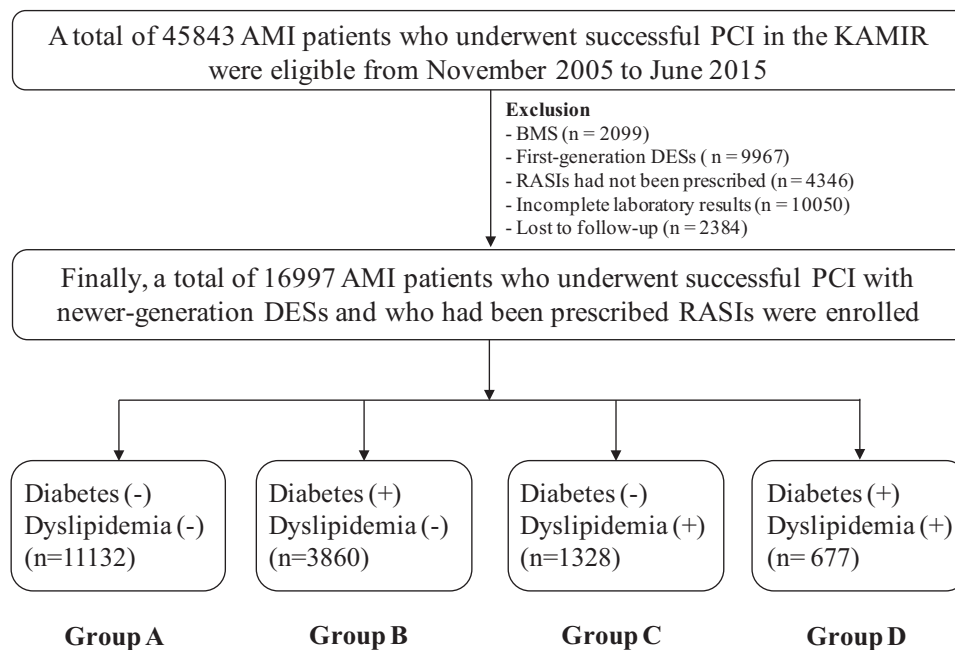 A total of 45843 AMI patients who underwent successful PCI in the KAMIR
were eligible from November 2005 to June 2015
Exclusion
- BMS (n = 2099)
- First-generation DESs ( n = 9967)
- RASIs had not been prescribed (n = 4346)
- Incomplete laboratory results (n = 10050)
- Lost to follow-up (n = 2384)
Finally, a total of 16997 AMI patients who underwent successful PCI with
newer-generation DESs and who had been prescribed RASIs were enrolled
Diabetes (-)
Dyslipidemia (-)
(n=11132)
Diabetes (+)
Dyslipidemia (-)
(n=3860)
Diabetes (-)
Dyslipidemia (+)
(n=1328)
Diabetes (+)
Dyslipidemia (+)
(n= 677)
Group A
Group B
Group C
Group D